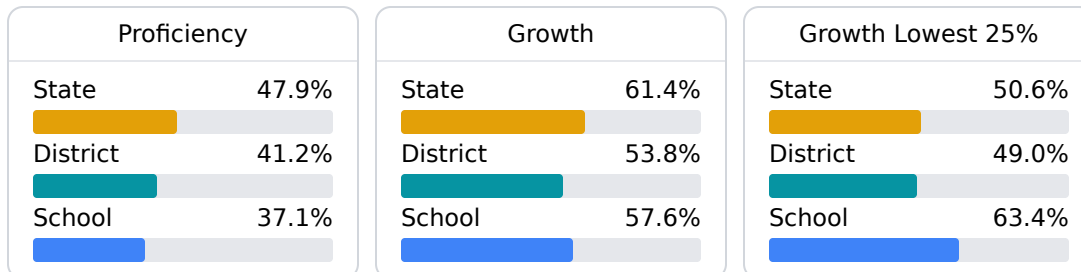 Proficiency
State 47.9%
District 41.2%
School 37.1%
Growth
State 61.4%
District 53.8%
School 57.6%
Growth Lowest 25%
State 50.6%
District 49.0%
School 63.4%